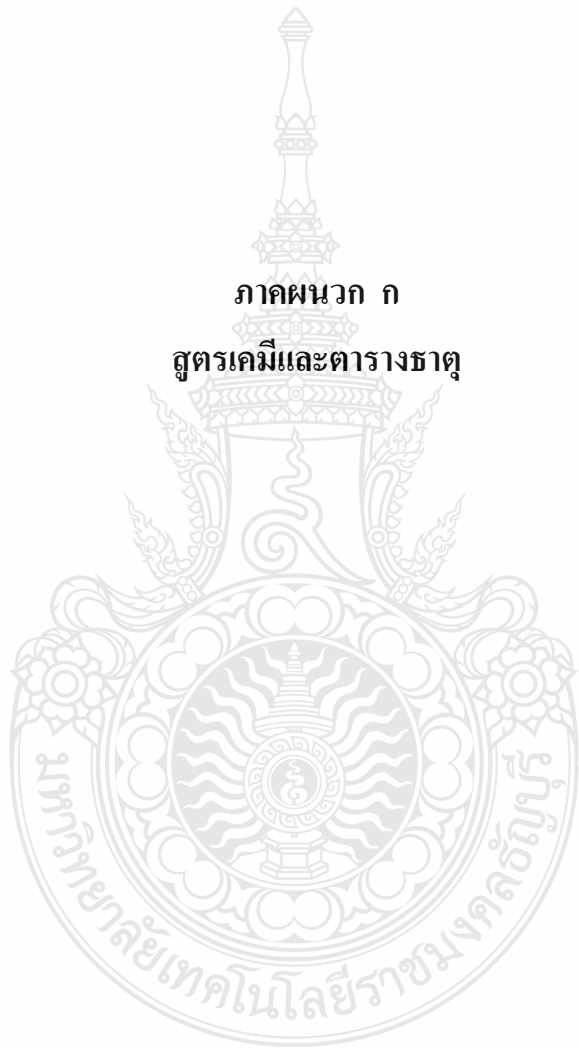 ภาคผนวก ก
สูตรเคมีและตารางธาตุ
มหาวิทยาลัยเทคโนโลยีราชมงคลธัญบุรี